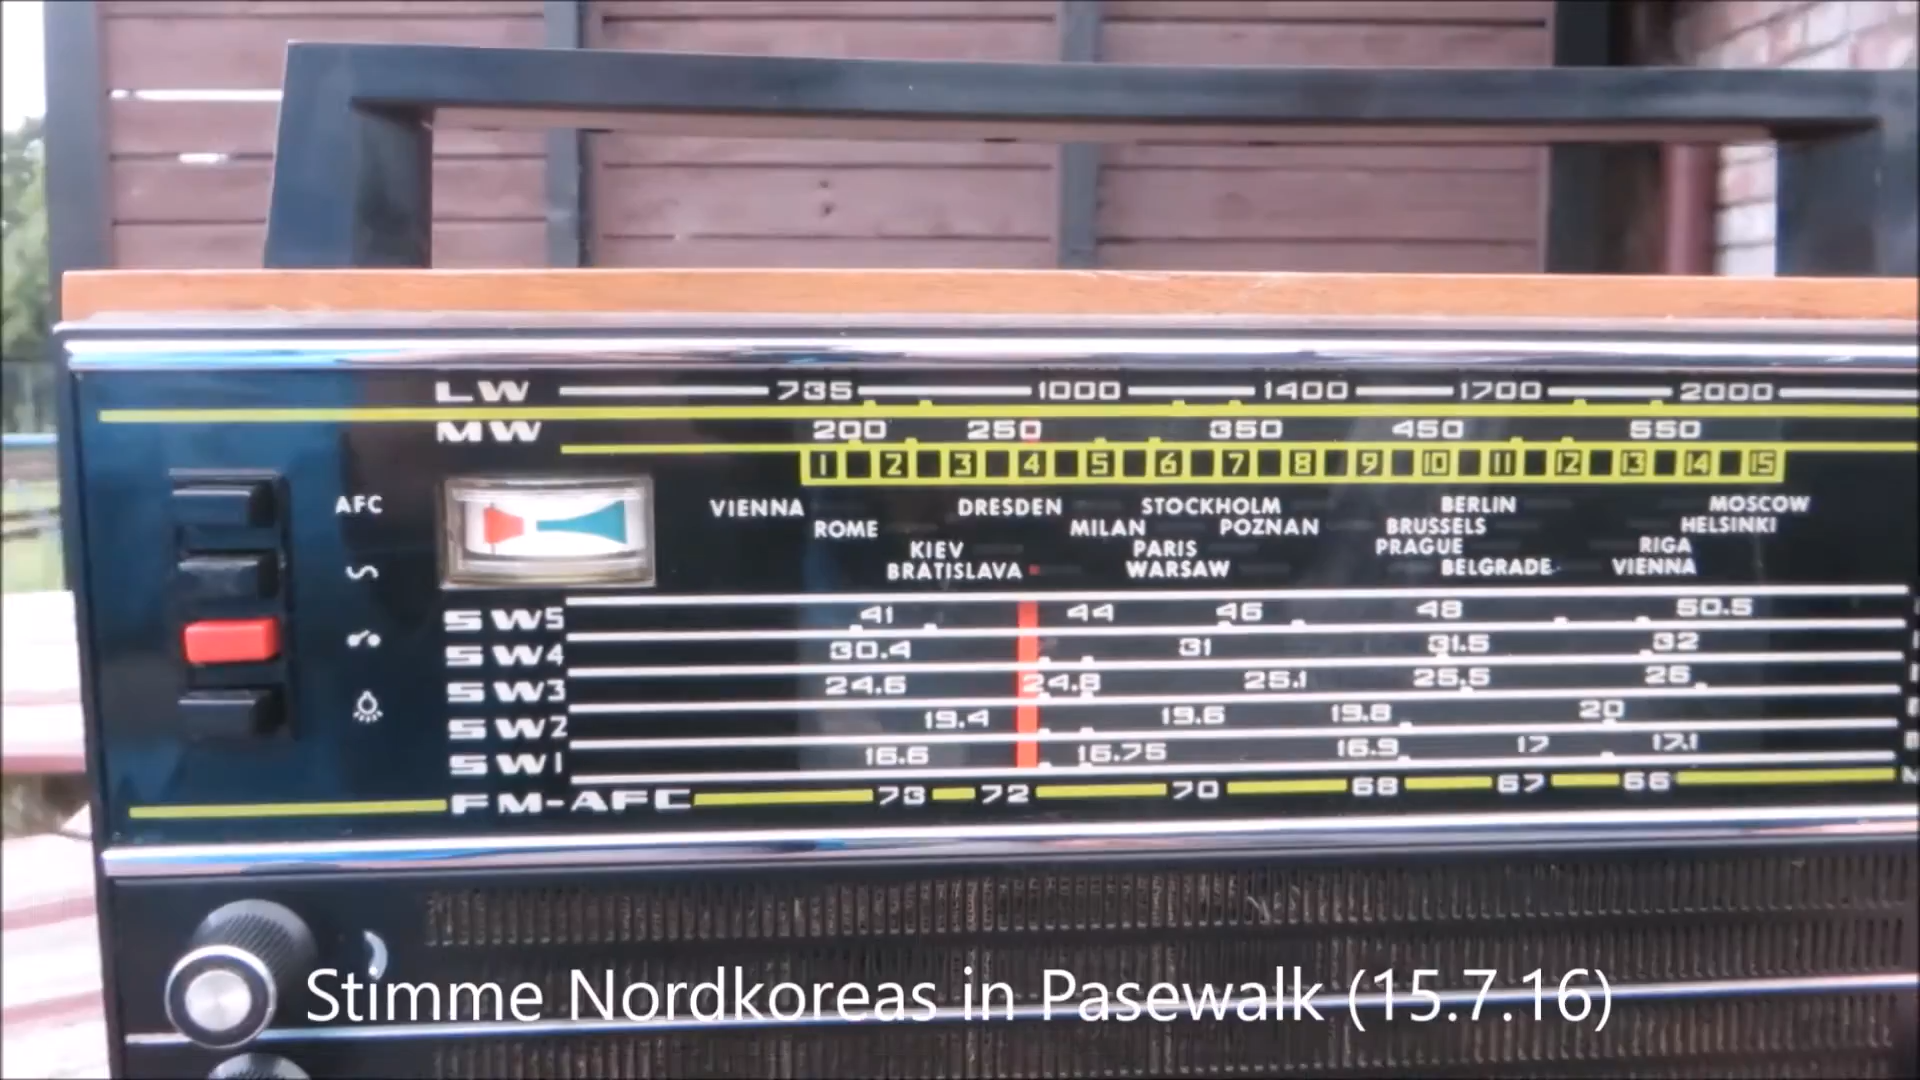 LW 735 1000 1400 1700 2000
MW 200 250 350 450 550
1 2 3 4 5 6 7 8 9 10 11 12 13 14 15
AFC
VIENNA DRESDEN STOCKHOLM BERLIN MOSCOW
ROME MILAN POZNAN BRUSSELS HELSINKI
KIEV PARIS PRAGUE RIGA
BRATISLAVA WARSAW BELGRADE VIENNA
SW5 41 44 46 48 50.5
SW4 30.4 31 31.5 32
SW3 24.6 24.8 25.1 25.5 26
SW2 19.4 19.6 19.8 20
SW1 16.6 16.75 16.9 17 17.1
FM-AFC 73 72 70 68 67 66
Stimme Nordkoreas in Pasewalk (15.7.16)